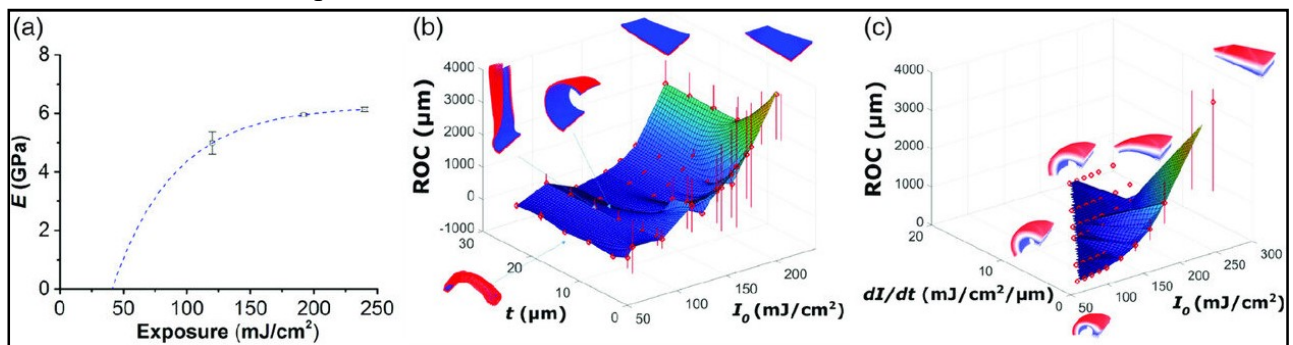 (a)
8
6
4
2
0
E (GPa)
0 50 100 150 200 250
Exposure (mJ/cm²)
(b)
4000
3000
2000
1000
0
-1000
ROC (µm)
30
20
10
0
t (µm)
50
100
150
200
I₀ (mJ/cm²)
(c)
4000
3000
2000
1000
0
ROC (µm)
20
10
0
dI/dt (mJ/cm²/µm)
50
100
150
200
250
300
I₀ (mJ/cm²)